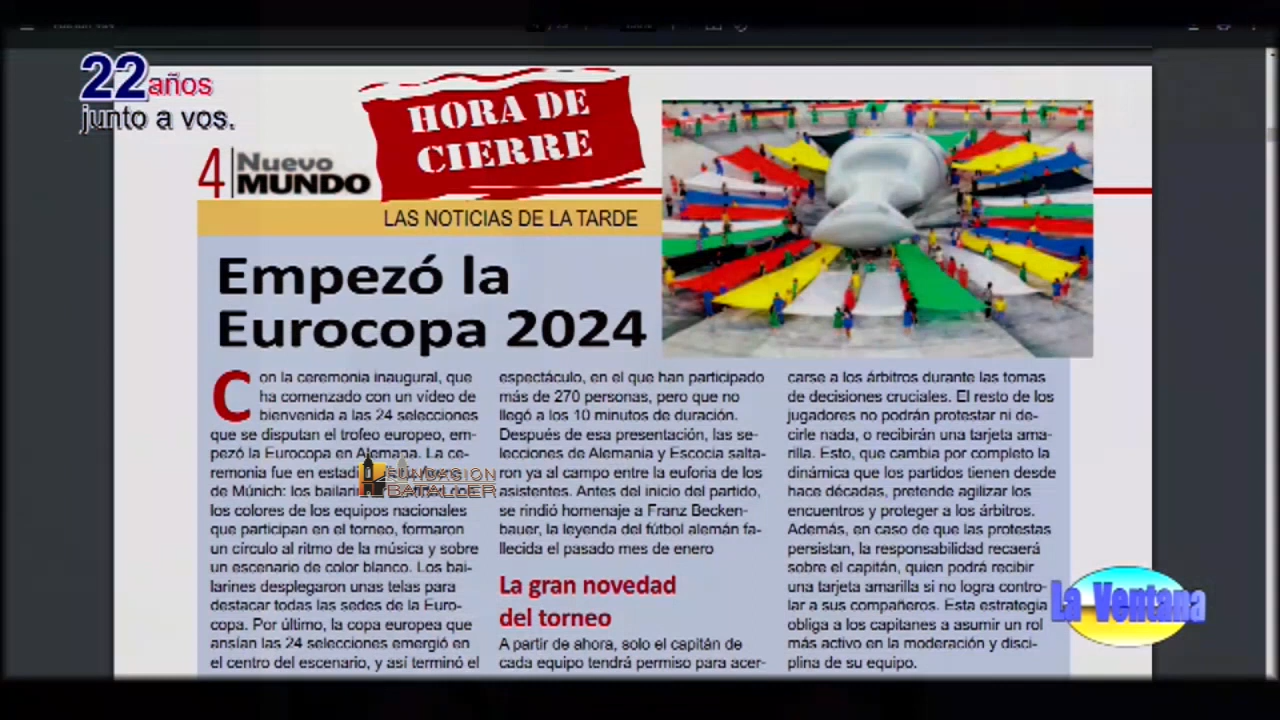 22 años
junto a vos.
HORA DE
CIERRE
4 Nuevo
MUNDO
LAS NOTICIAS DE LA TARDE
Empezó la
Eurocopa 2024
Con la ceremonia inaugural, que
ha comenzado con un vídeo de
bienvenida a las 24 selecciones
que se disputan el trofeo europeo, em-
pezó la Eurocopa en Alemana. La ce-
remonia fue en estadi
de Múnich: los bailari
los colores de los equipos nacionales
que participan en el torneo, formaron
un círculo al ritmo de la música y sobre
un escenario de color blanco. Los bai-
larines desplegaron unas telas para
destacar todas las sedes de la Euro-
copa. Por último, la copa europea que
ansían las 24 selecciones emergió en
el centro del escenario, y así terminó el
espectáculo, en el que han participado
más de 270 personas, pero que no
llegó a los 10 minutos de duración.
Después de esa presentación, las se-
lecciones de Alemania y Escocia salta-
ron ya al campo entre la euforia de los
asistentes. Antes del inicio del partido,
se rindió homenaje a Franz Becken-
bauer, la leyenda del fútbol alemán fa-
llecida el pasado mes de enero
La gran novedad
del torneo
A partir de ahora, solo el capitán de
cada equipo tendrá permiso para acer-
carse a los árbitros durante las tomas
de decisiones cruciales. El resto de los
jugadores no podrán protestar ni de-
cirle nada, o recibirán una tarjeta ama-
rilla. Esto, que cambia por completo la
dinámica que los partidos tienen desde
hace décadas, pretende agilizar los
encuentros y proteger a los árbitros.
Además, en caso de que las protestas
persistan, la responsabilidad recaerá
sobre el capitán, quien podrá recibir
una tarjeta amarilla si no logra contro-
lar a sus compañeros. Esta estrategia
obliga a los capitanes a asumir un rol
más activo en la moderación y disci-
plina de su equipo.
FUNDASION
BATALLER
La Ventana